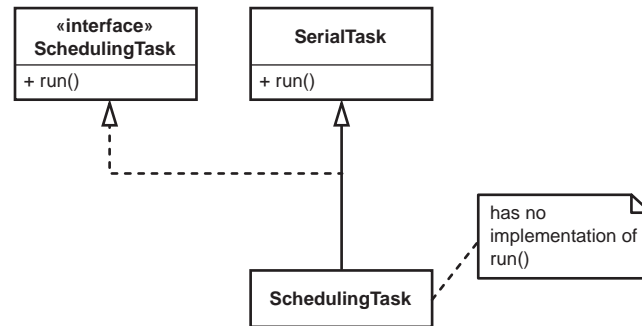 «interface»
SchedulingTask
+ run()
SerialTask
+ run()
has no
implementation of
run()
SchedulingTask